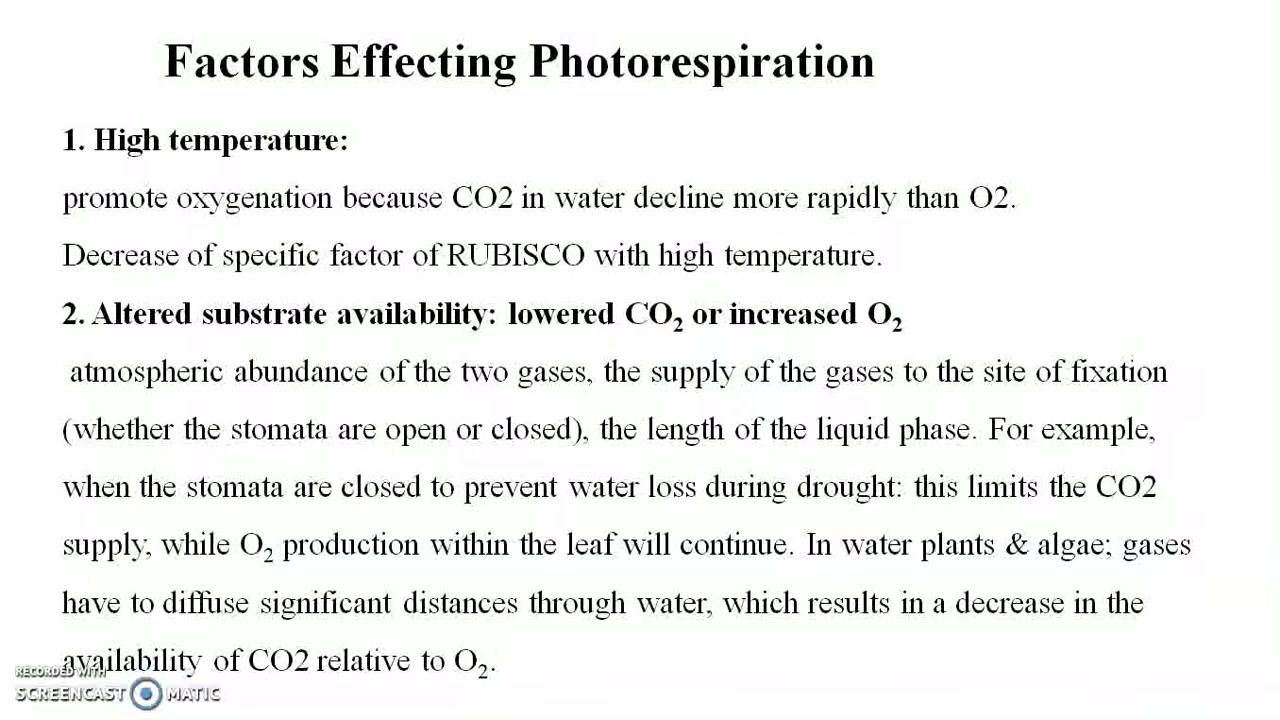 Factors Effecting Photorespiration
1. High temperature:
promote oxygenation because CO2 in water decline more rapidly than O2.
Decrease of specific factor of RUBISCO with high temperature.
2. Altered substrate availability: lowered CO₂ or increased O₂
atmospheric abundance of the two gases, the supply of the gases to the site of fixation
(whether the stomata are open or closed), the length of the liquid phase. For example,
when the stomata are closed to prevent water loss during drought: this limits the CO2
supply, while O₂ production within the leaf will continue. In water plants & algae; gases
have to diffuse significant distances through water, which results in a decrease in the
availability of CO2 relative to O₂.
RECORDED WITH
SCREENCAST MATIC